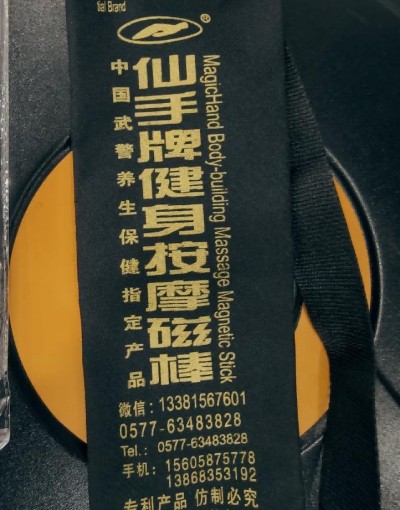 tial Brand
®
MagicHand Body-building Massage Magnetic Stick
仙手牌健身按摩磁棒
中国武警养生保健指定产品
微信：13381567601
0577-63483828
Tel.：0577-63483828
手机：15605875778
13868353192
专利产品 仿制必究